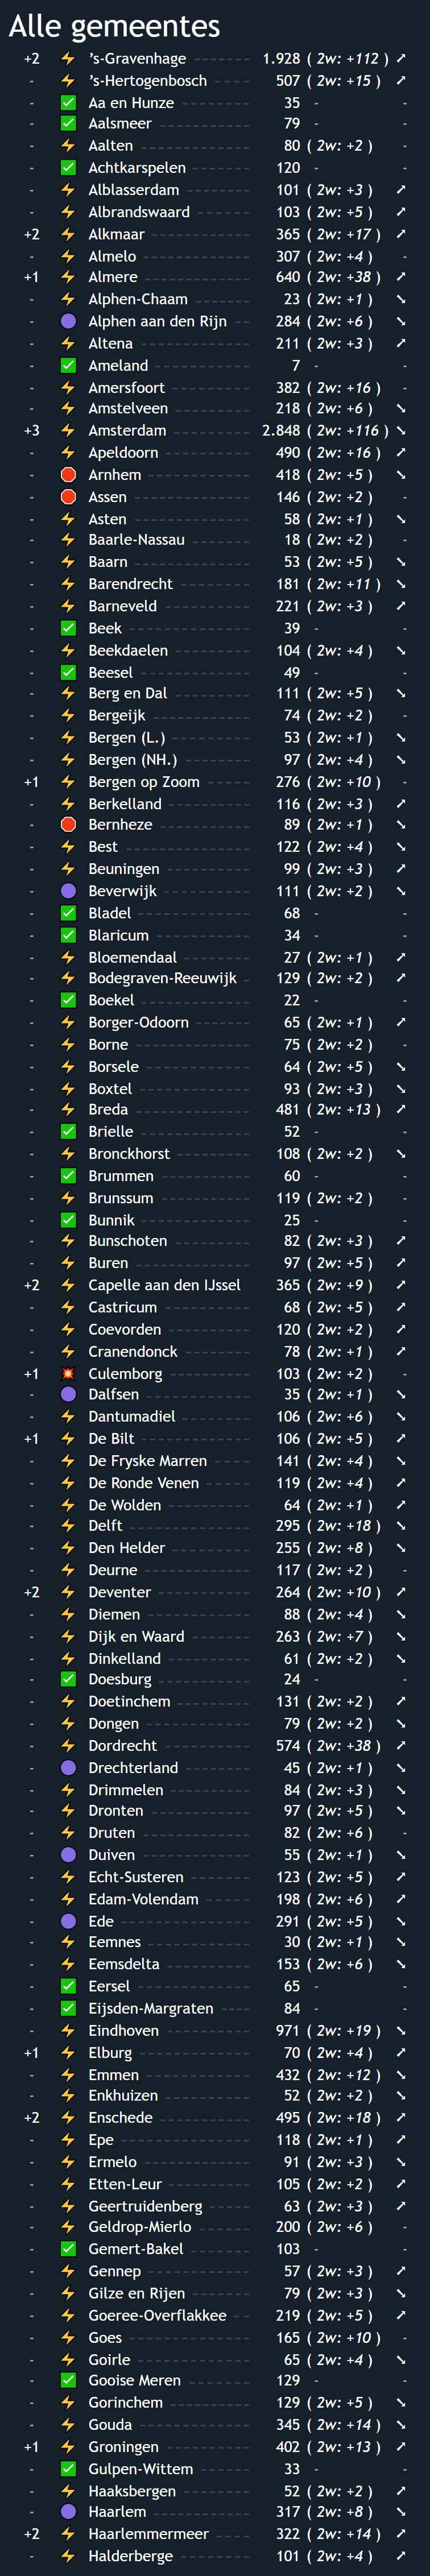 Alle gemeentes
+2 ’s-Gravenhage 1.928 ( 2w: +112 )
- ’s-Hertogenbosch 507 ( 2w: +15 )
- Aa en Hunze 35 - -
- Aalsmeer 79 - -
- Aalten 80 ( 2w: +2 ) -
- Achtkarspelen 120 - -
- Alblasserdam 101 ( 2w: +3 )
- Albrandswaard 103 ( 2w: +5 )
+2 Alkmaar 365 ( 2w: +17 )
- Almelo 307 ( 2w: +4 ) -
+1 Almere 640 ( 2w: +38 )
- Alphen-Chaam 23 ( 2w: +1 )
- Alphen aan den Rijn 284 ( 2w: +6 )
- Altena 211 ( 2w: +3 )
- Ameland 7 - -
- Amersfoort 382 ( 2w: +16 ) -
- Amstelveen 218 ( 2w: +6 )
+3 Amsterdam 2.848 ( 2w: +116 )
- Apeldoorn 490 ( 2w: +16 )
- Arnhem 418 ( 2w: +5 )
- Assen 146 ( 2w: +2 ) -
- Asten 58 ( 2w: +1 )
- Baarle-Nassau 18 ( 2w: +2 ) -
- Baarn 53 ( 2w: +5 )
- Barendrecht 181 ( 2w: +11 )
- Barneveld 221 ( 2w: +3 )
- Beek 39 - -
- Beekdaelen 104 ( 2w: +4 )
- Beesel 49 - -
- Berg en Dal 111 ( 2w: +5 )
- Bergeijk 74 ( 2w: +2 ) -
- Bergen (L.) 53 ( 2w: +1 )
- Bergen (NH.) 97 ( 2w: +4 )
+1 Bergen op Zoom 276 ( 2w: +10 ) -
- Berkelland 116 ( 2w: +3 )
- Bernheze 89 ( 2w: +1 )
- Best 122 ( 2w: +4 )
- Beuningen 99 ( 2w: +3 )
- Beverwijk 111 ( 2w: +2 )
- Bladel 68 - -
- Blaricum 34 - -
- Bloemendaal 27 ( 2w: +1 )
- Bodegraven-Reeuwijk 129 ( 2w: +2 )
- Boekel 22 - -
- Borger-Odoorn 65 ( 2w: +1 )
- Borne 75 ( 2w: +2 ) -
- Borsele 64 ( 2w: +5 )
- Boxtel 93 ( 2w: +3 )
- Breda 481 ( 2w: +13 )
- Brielle 52 - -
- Bronckhorst 108 ( 2w: +2 )
- Brummen 60 - -
- Brunssum 119 ( 2w: +2 ) -
- Bunnik 25 - -
- Bunschoten 82 ( 2w: +3 )
- Buren 97 ( 2w: +5 )
+2 Capelle aan den IJssel 365 ( 2w: +9 )
- Castricum 68 ( 2w: +5 )
- Coevorden 120 ( 2w: +2 )
- Cranendonck 78 ( 2w: +1 )
+1 Culemborg 103 ( 2w: +2 ) -
- Dalfsen 35 ( 2w: +1 )
- Dantumadiel 106 ( 2w: +6 )
+1 De Bilt 106 ( 2w: +5 )
- De Fryske Marren 141 ( 2w: +4 )
- De Ronde Venen 119 ( 2w: +4 )
- De Wolden 64 ( 2w: +1 )
- Delft 295 ( 2w: +18 )
- Den Helder 255 ( 2w: +8 )
- Deurne 117 ( 2w: +2 ) -
+2 Deventer 264 ( 2w: +10 )
- Diemen 88 ( 2w: +4 )
- Dijk en Waard 263 ( 2w: +7 )
- Dinkelland 61 ( 2w: +2 )
- Doesburg 24 - -
- Doetinchem 131 ( 2w: +2 )
- Dongen 79 ( 2w: +2 )
- Dordrecht 574 ( 2w: +38 )
- Drechterland 45 ( 2w: +1 )
- Drimmelen 84 ( 2w: +3 )
- Dronten 97 ( 2w: +5 )
- Druten 82 ( 2w: +6 ) -
- Duiven 55 ( 2w: +1 )
- Echt-Susteren 123 ( 2w: +5 )
- Edam-Volendam 198 ( 2w: +6 )
- Ede 291 ( 2w: +5 )
- Eemnes 30 ( 2w: +1 )
- Eemsdelta 153 ( 2w: +6 )
- Eersel 65 - -
- Eijsden-Margraten 84 - -
- Eindhoven 971 ( 2w: +19 )
+1 Elburg 70 ( 2w: +4 )
- Emmen 432 ( 2w: +12 )
- Enkhuizen 52 ( 2w: +2 )
+2 Enschede 495 ( 2w: +18 )
- Epe 118 ( 2w: +1 )
- Ermelo 91 ( 2w: +3 )
- Etten-Leur 105 ( 2w: +2 )
- Geertruidenberg 63 ( 2w: +3 )
- Geldrop-Mierlo 200 ( 2w: +6 ) -
- Gemert-Bakel 103 - -
- Gennep 57 ( 2w: +3 )
- Gilze en Rijen 79 ( 2w: +3 )
- Goeree-Overflakkee 219 ( 2w: +5 )
- Goes 165 ( 2w: +10 ) -
- Goirle 65 ( 2w: +4 )
- Gooise Meren 129 - -
- Gorinchem 129 ( 2w: +5 )
- Gouda 345 ( 2w: +14 )
+1 Groningen 402 ( 2w: +13 )
- Gulpen-Wittem 33 - -
- Haaksbergen 52 ( 2w: +2 )
- Haarlem 317 ( 2w: +8 )
+2 Haarlemmermeer 322 ( 2w: +14 )
- Halderberge 101 ( 2w: +4 )